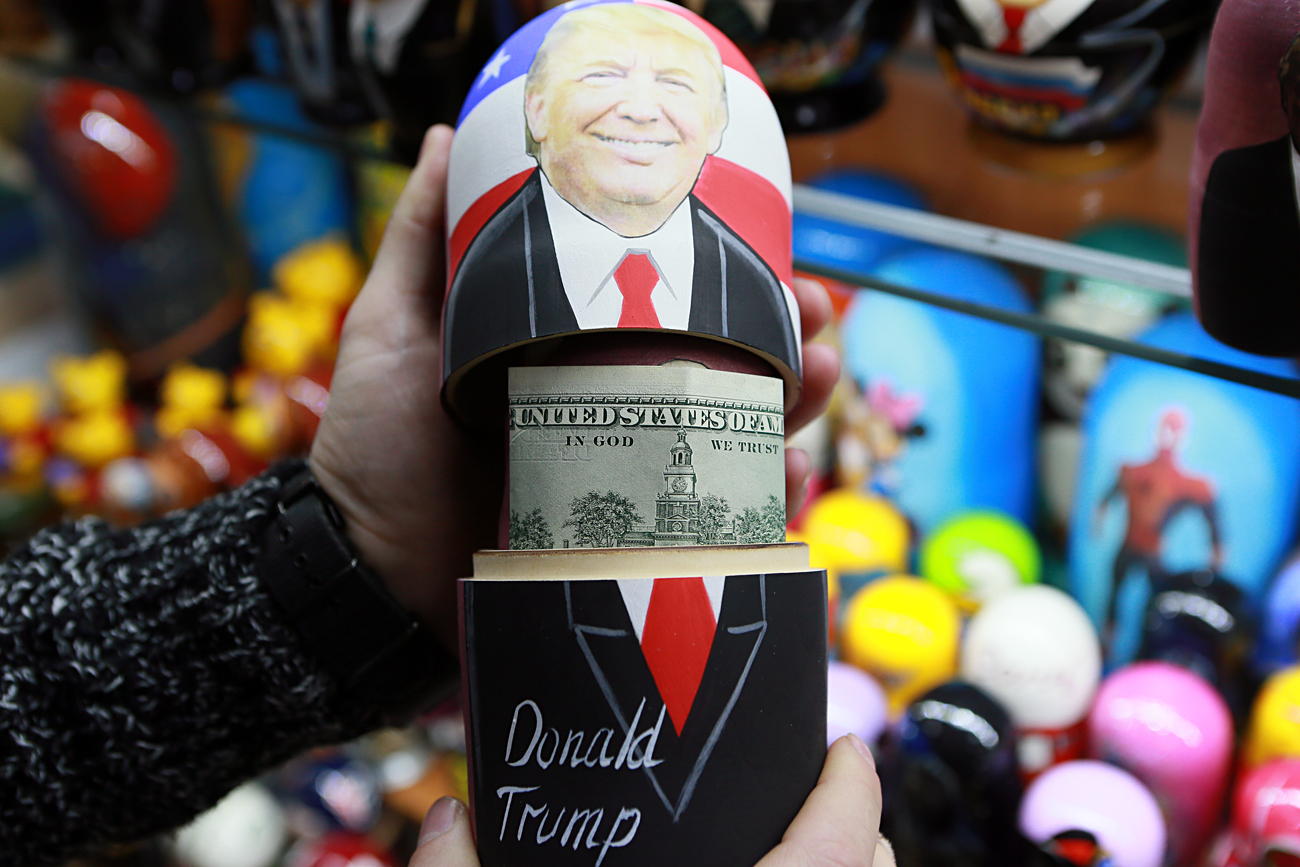 UNITED STATES OF AM
IN GOD WE TRUST
Donald
Trump